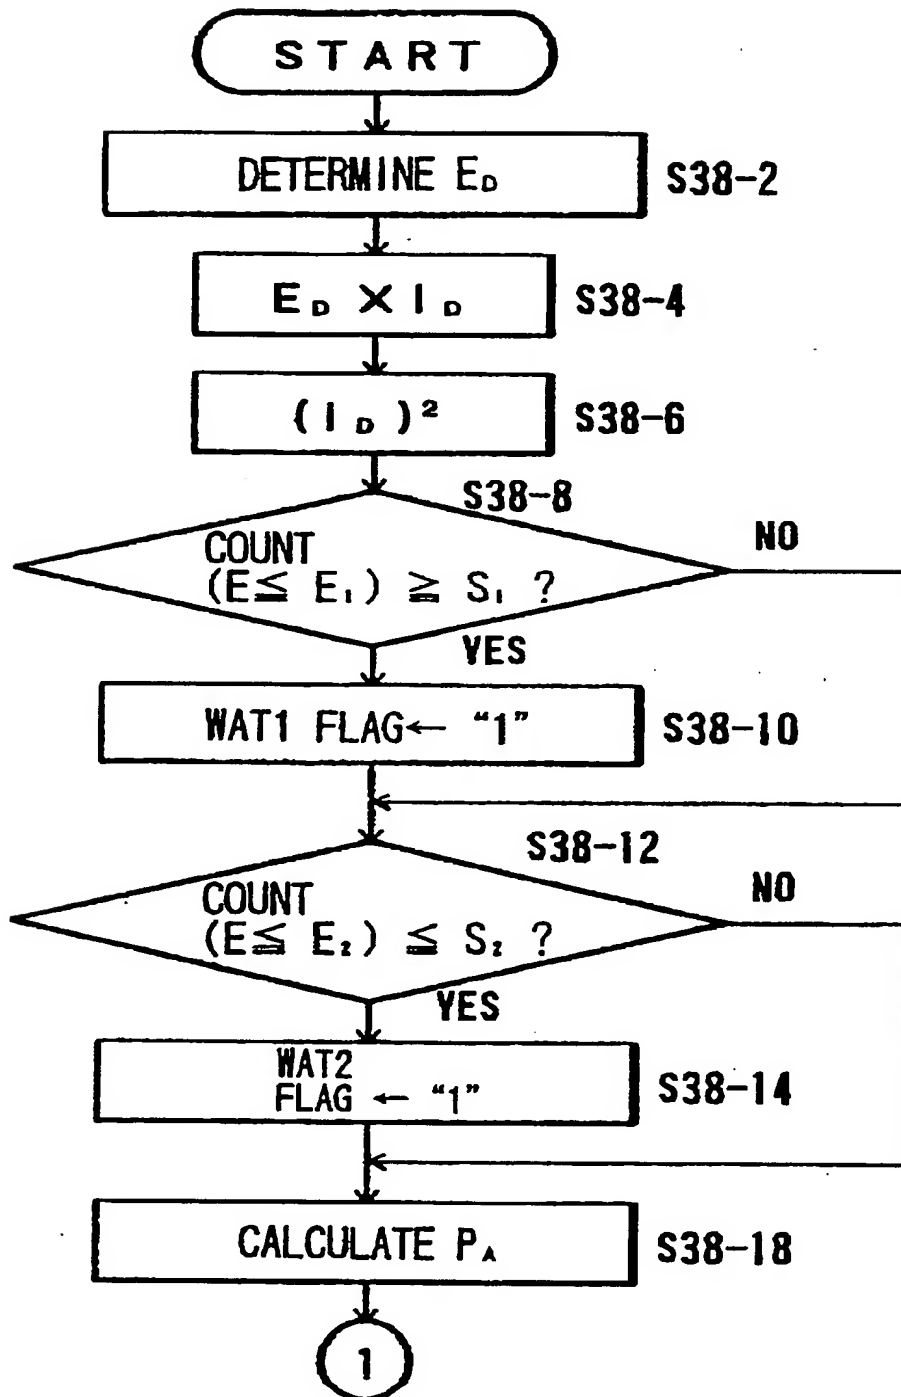 START
DETERMINE E_D
S38-2
E_D × I_D
S38-4
(I_D)²
S38-6
S38-8
COUNT
(E≦ E₁) ≧ S₁ ?
NO
YES
WAT1 FLAG← “1”
S38-10
S38-12
COUNT
(E≦ E₂) ≦ S₂ ?
NO
YES
WAT2
FLAG ← “1”
S38-14
CALCULATE P_A
S38-18
1